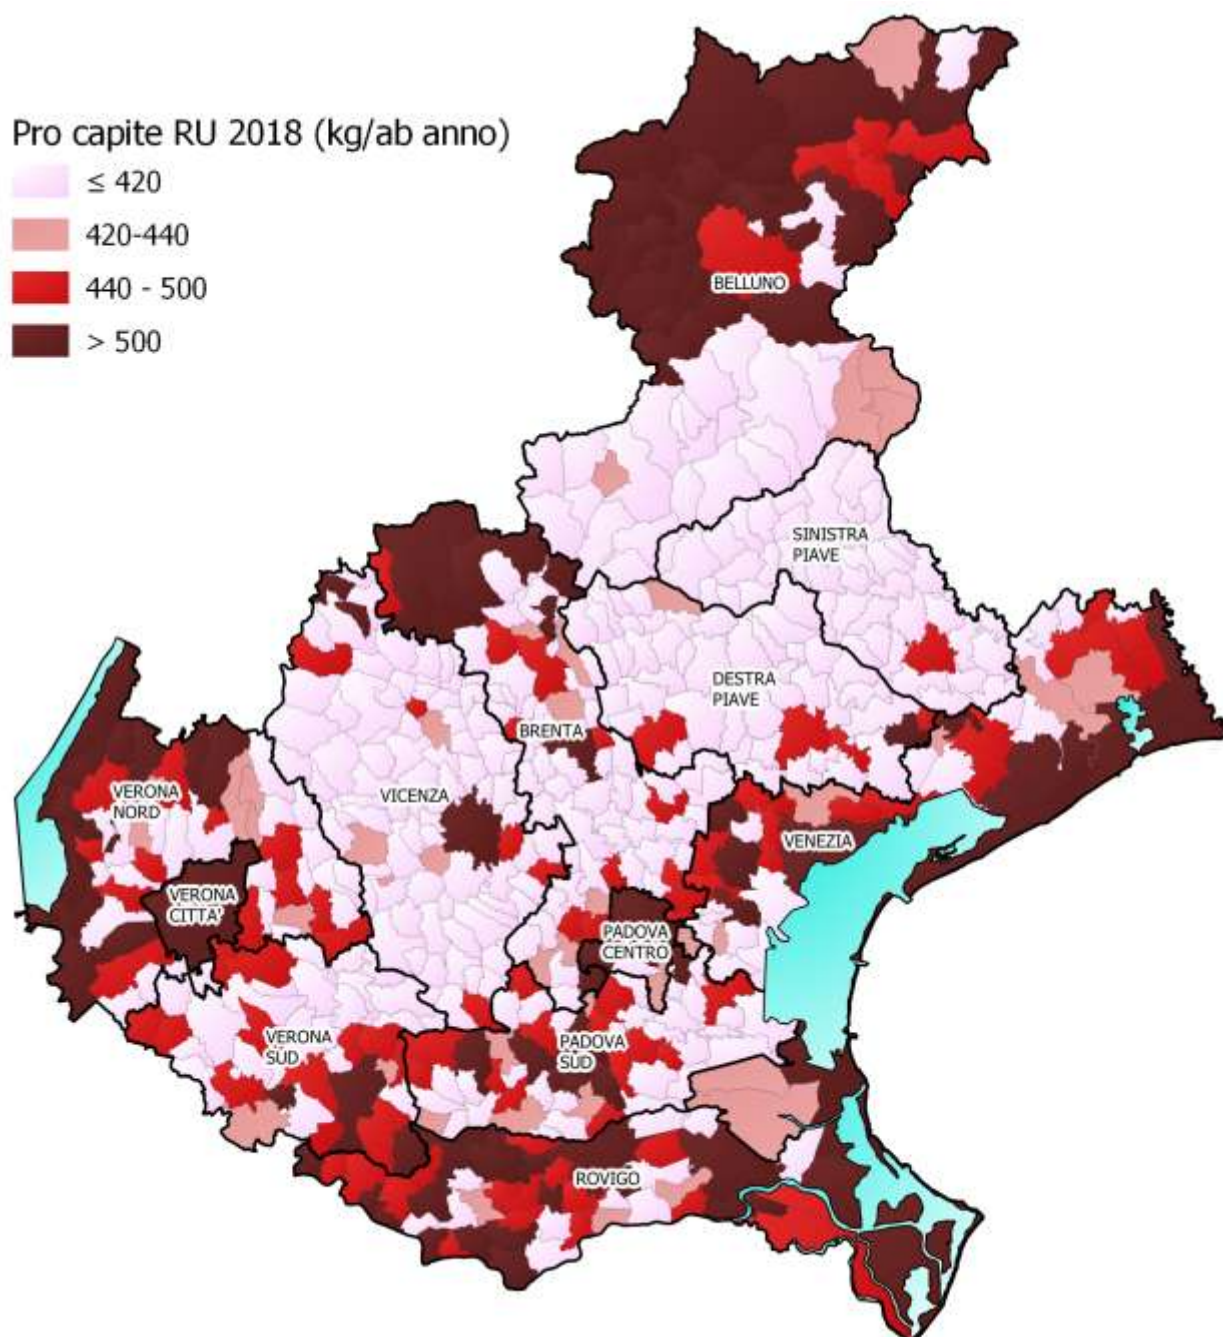 Pro capite RU 2018 (kg/ab anno)
≤ 420
420-440
440 - 500
> 500
BELLUNO
SINISTRA
PIAVE
DESTRA
PIAVE
BRENTA
VERONA
NORD
VICENZA
VENEZIA
VERONA
CITTA'
PADOVA
CENTRO
VERONA
SUD
PADOVA
SUD
ROVIGO